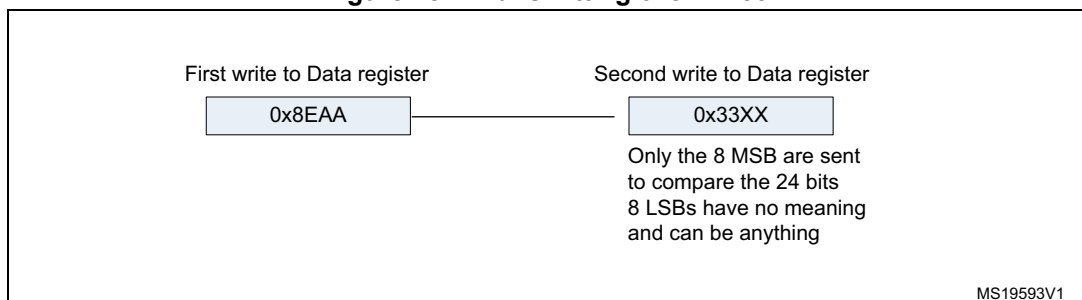 First write to Data register
Second write to Data register
0x8EAA
0x33XX
Only the 8 MSB are sent
to compare the 24 bits
8 LSBs have no meaning
and can be anything
MS19593V1